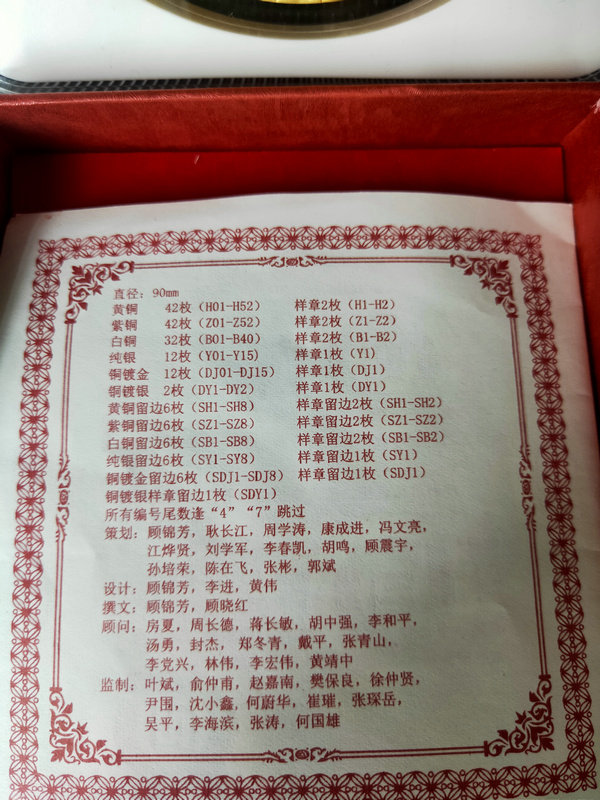 直径：90mm
黄铜 42枚（H01-H52） 样章2枚（H1-H2）
紫铜 42枚（Z01-Z52） 样章2枚（Z1-Z2）
白铜 32枚（B01-B40） 样章2枚（B1-B2）
纯银 12枚（Y01-Y15） 样章1枚（Y1）
铜镀金 12枚（DJ01-DJ15） 样章1枚（DJ1）
铜镀银 2枚（DY1-DY2） 样章1枚（DY1）
黄铜留边6枚（SH1-SH8） 样章留边2枚（SH1-SH2）
紫铜留边6枚（SZ1-SZ8） 样章留边2枚（SZ1-SZ2）
白铜留边6枚（SB1-SB8） 样章留边2枚（SB1-SB2）
纯银留边6枚（SY1-SY8） 样章留边1枚（SY1）
铜镀金留边6枚（SDJ1-SDJ8） 样章留边1枚（SDJ1）
铜镀银样章留边1枚（SDY1）
所有编号尾数逢“4”“7”跳过
策划：顾锦芳，耿长江，周学涛，康成进，冯文亮，
江烨贤，刘学军，李春凯，胡鸣，顾震宇，
孙培荣，陈在飞，张彬，郭斌
设计：顾锦芳，李进，黄伟
撰文：顾锦芳，顾晓红
顾问：房夏，周长德，蒋长敏，胡中强，李和平，
汤勇，封杰，郑冬青，戴平，张青山，
李党兴，林伟，李宏伟，黄靖中
监制：叶斌，俞仲甫，赵嘉南，樊保良，徐仲贤，
尹围，沈小鑫，何蔚华，崔璀，张琛岳，
吴平，李海滨，张涛，何国雄